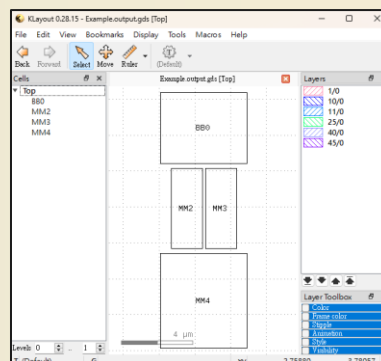 KLayout 0.28.15 - Example.output.gds [Top]
File Edit View Bookmarks Display Tools Macros Help
Back Forward Select Move Ruler (Default)
Cells
Example.output.gds [Top]
Layers
Top
BB0
MM2
MM3
MM4
1/0
10/0
11/0
25/0
40/0
45/0
BB0
MM2 MM3
MM4
4 µm
Layer Toolbox
Color
Frame color
Stipple
Animation
Style
Visibility
Levels 0 .. 1
T (Default) G XY